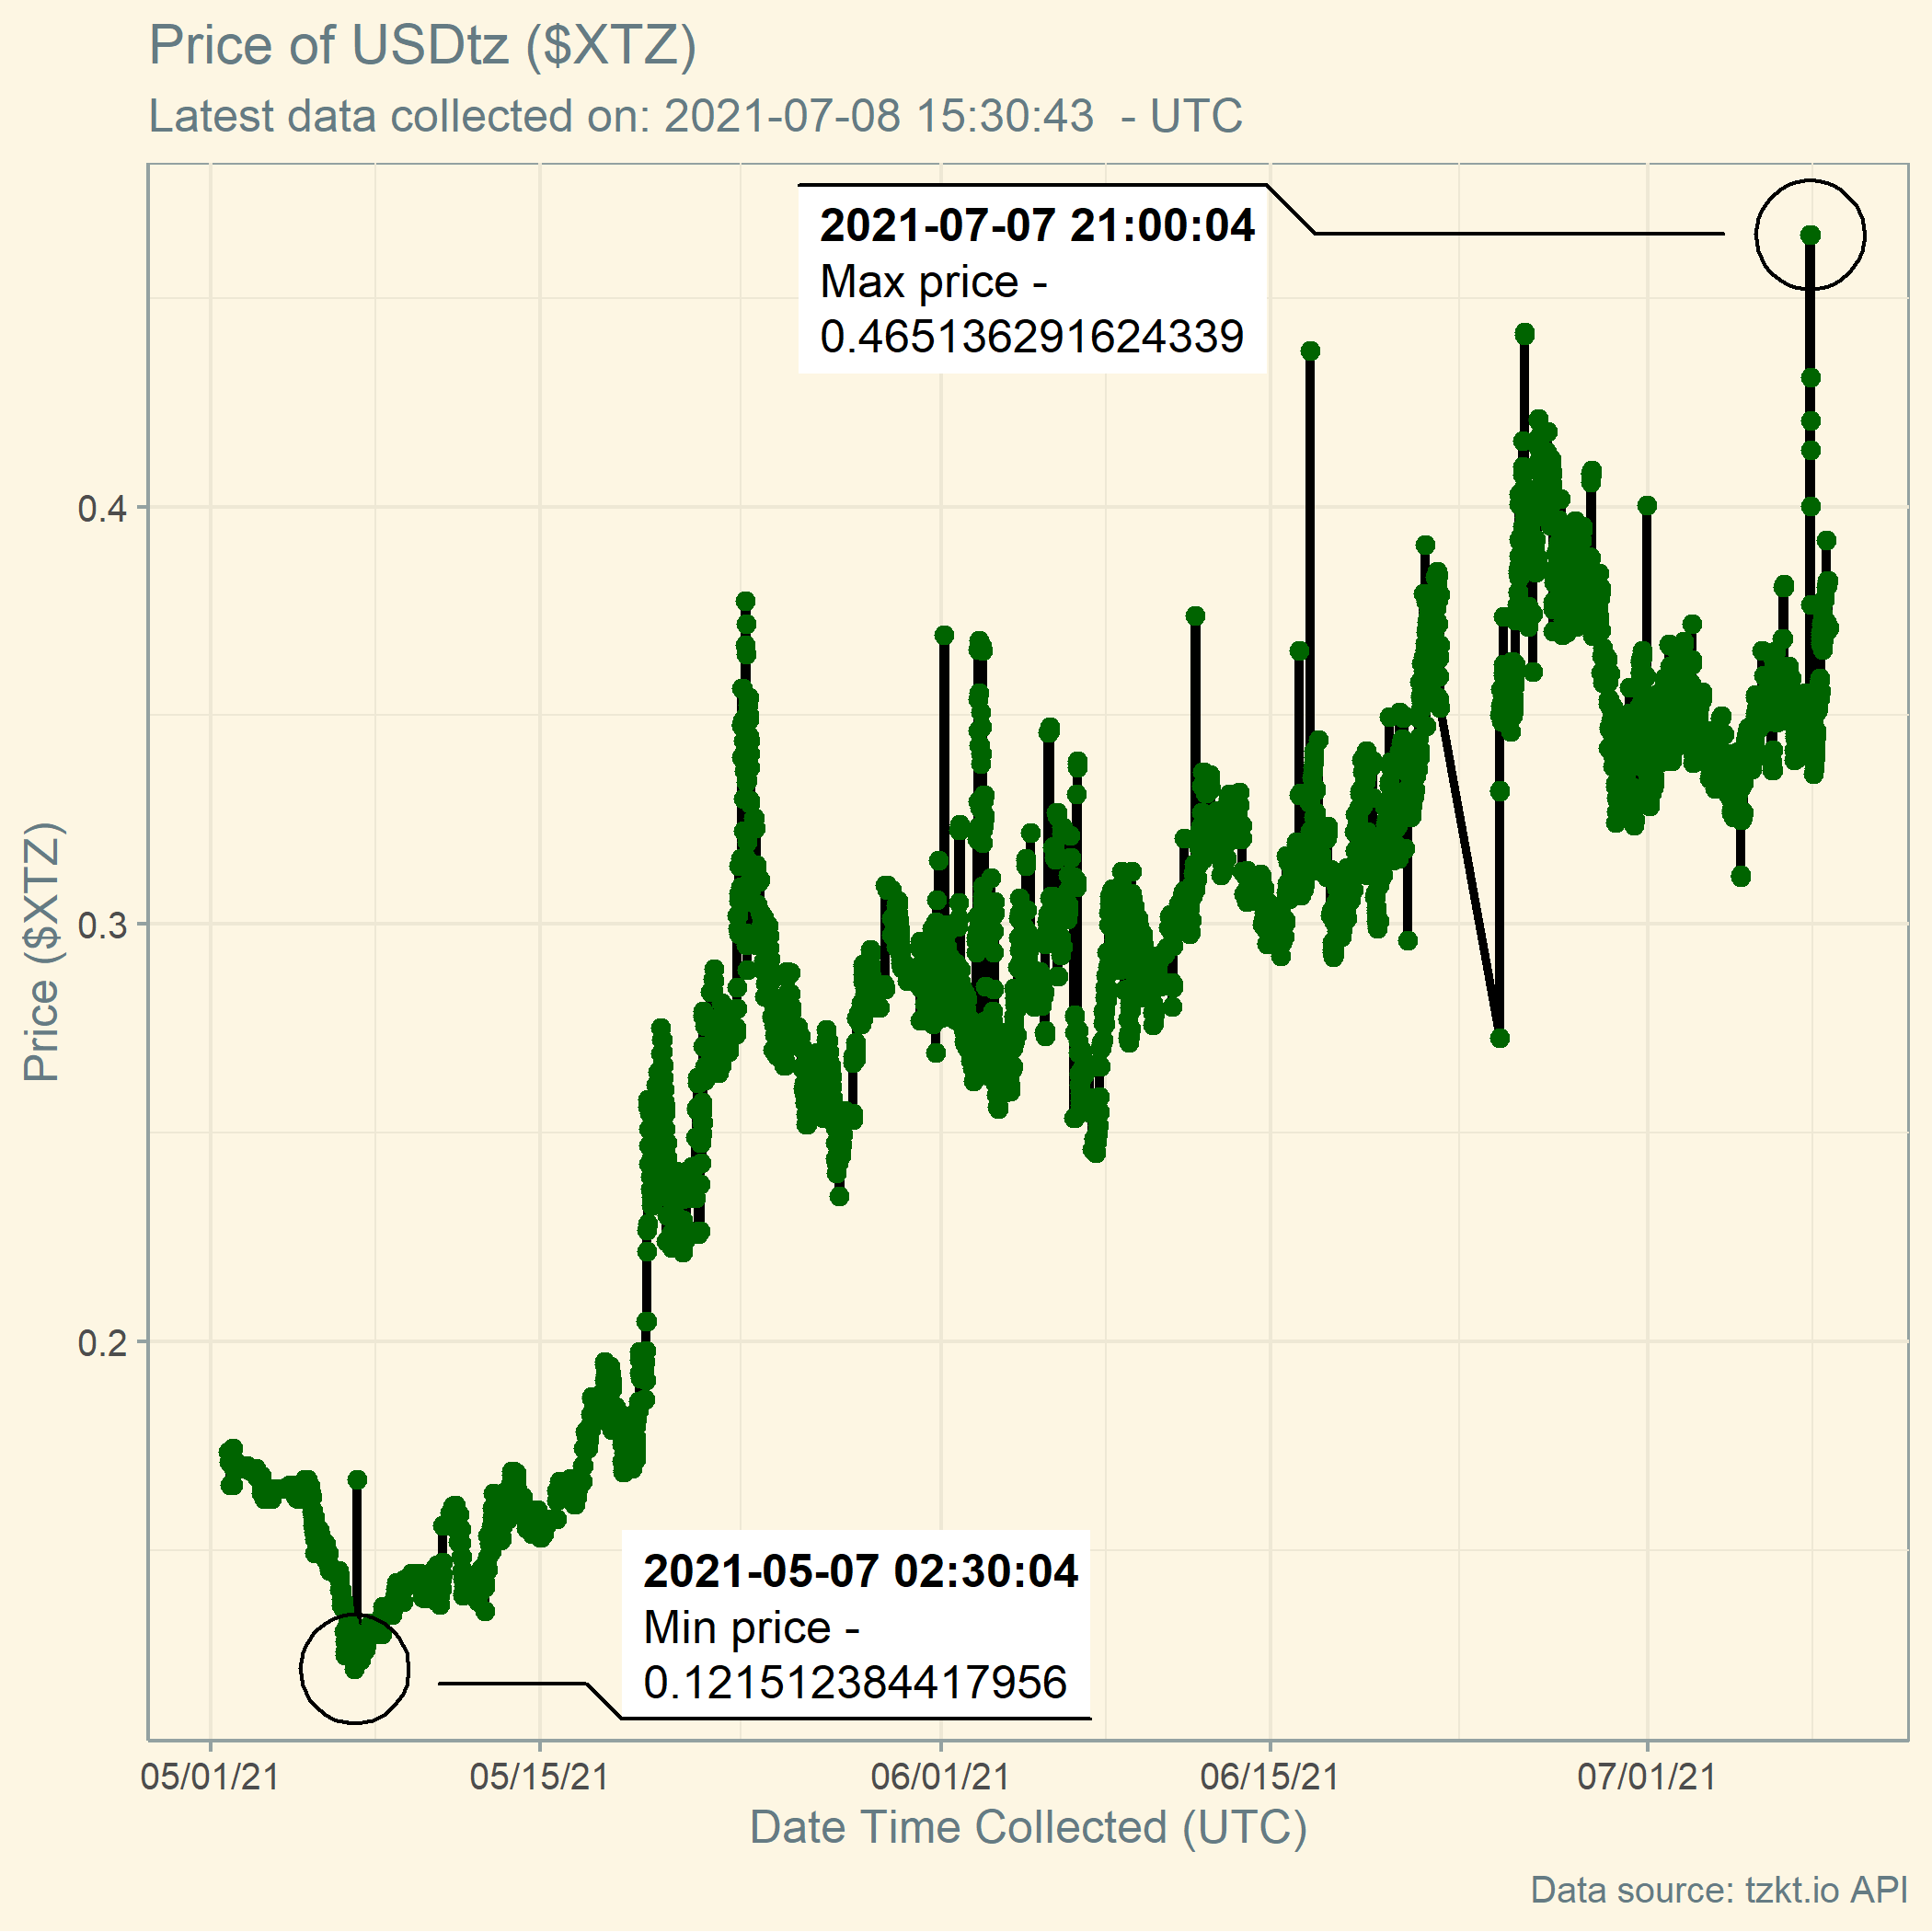 Price of USDtz ($XTZ)
Latest data collected on: 2021-07-08 15:30:43  - UTC
2021-07-07 21:00:04
Max price -
0.465136291624339
0.4
0.3
0.2
Price ($XTZ)
2021-05-07 02:30:04
Min price -
0.121512384417956
05/01/21 05/15/21 06/01/21 06/15/21 07/01/21
Date Time Collected (UTC)
Data source: tzkt.io API